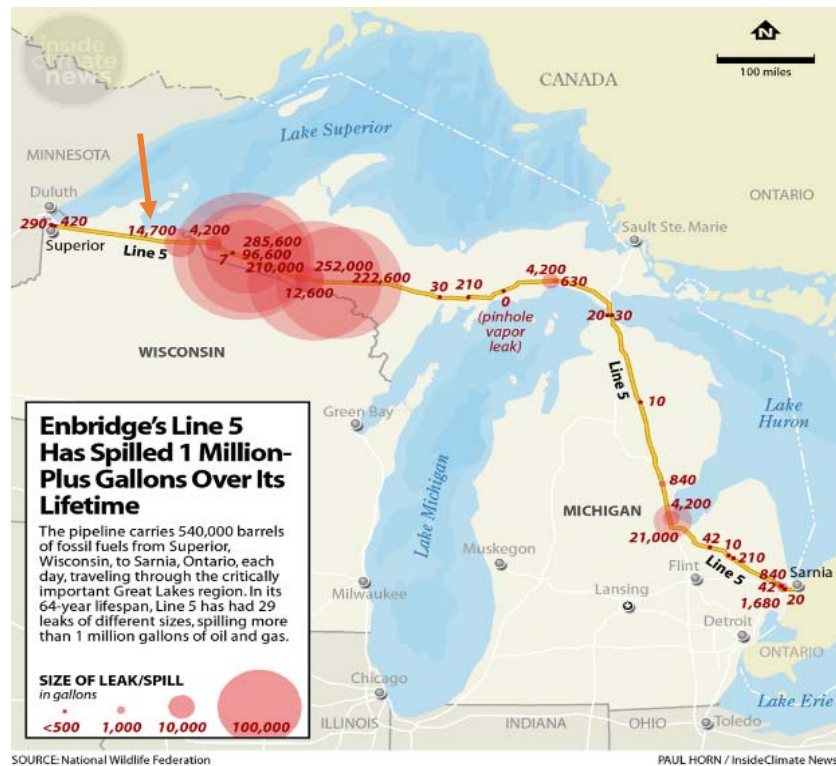 inside
climate
news
N
100 miles
CANADA
Lake Superior
MINNESOTA
ONTARIO
Duluth
Sault Ste. Marie
290 420
14,700
4,200
Superior
Line 5
285,600
96,600
7
210,000
252,000
222,600
12,600
30
210
0
(pinhole
vapor
leak)
4,200
630
20
30
WISCONSIN
Line 5
10
Green Bay
Lake
Huron
Lake Michigan
840
MICHIGAN
4,200
21,000
42
10
210
Line 5
840
Sarnia
42
1,680
20
Muskegon
Flint
Lansing
Milwaukee
Detroit
ONTARIO
Chicago
Lake Erie
ILLINOIS
INDIANA
OHIO
Toledo
Enbridge's Line 5
Has Spilled 1 Million-
Plus Gallons Over Its
Lifetime
The pipeline carries 540,000 barrels
of fossil fuels from Superior,
Wisconsin, to Sarnia, Ontario, each
day, traveling through the critically
important Great Lakes region. In its
64-year lifespan, Line 5 has had 29
leaks of different sizes, spilling more
than 1 million gallons of oil and gas.
SIZE OF LEAK/SPILL
in gallons
<500
1,000
10,000
100,000
SOURCE: National Wildlife Federation
PAUL HORN / InsideClimate News